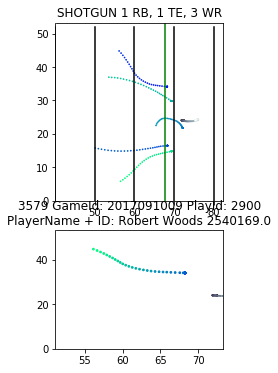 SHOTGUN 1 RB, 1 TE, 3 WR
50
40
30
20
10
0
50 60 70 80
3579 GameId: 2017091009 PlayId: 2900
PlayerName + ID: Robert Woods 2540169.0
40
20
0
55 60 65 70